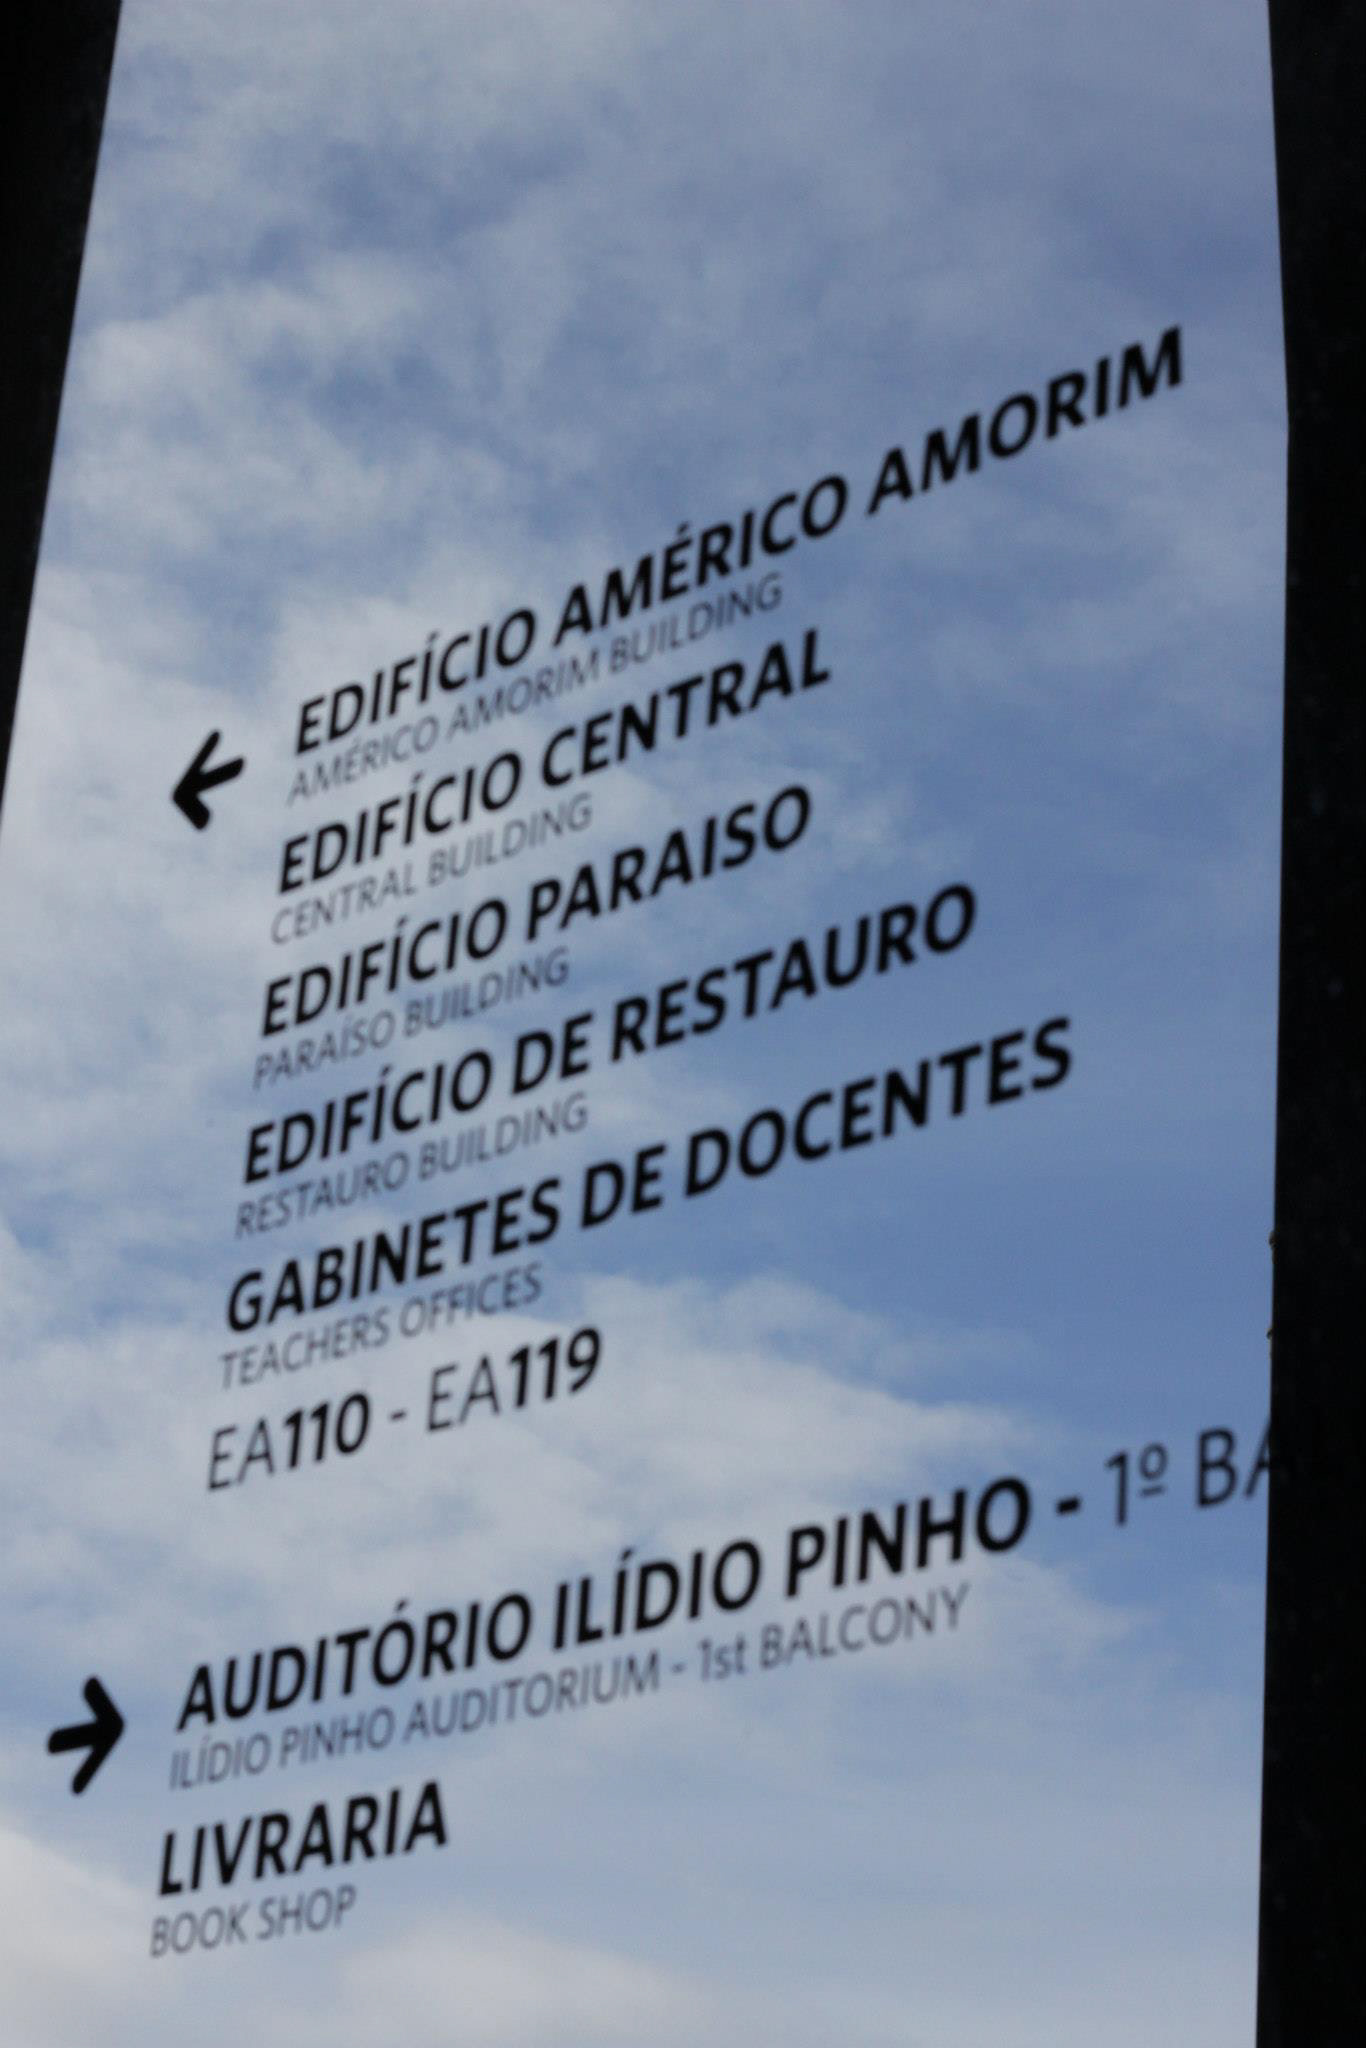 EDIFÍCIO AMÉRICO AMORIM
AMÉRICO AMORIM BUILDING
EDIFÍCIO CENTRAL
CENTRAL BUILDING
EDIFÍCIO PARAISO
PARAÍSO BUILDING
EDIFÍCIO DE RESTAURO
RESTAURO BUILDING
GABINETES DE DOCENTES
TEACHERS OFFICES
EA110 - EA119
AUDITÓRIO ILÍDIO PINHO - 1º
ILÍDIO PINHO AUDITORIUM - 1st BALCONY
LIVRARIA
BOOK SHOP